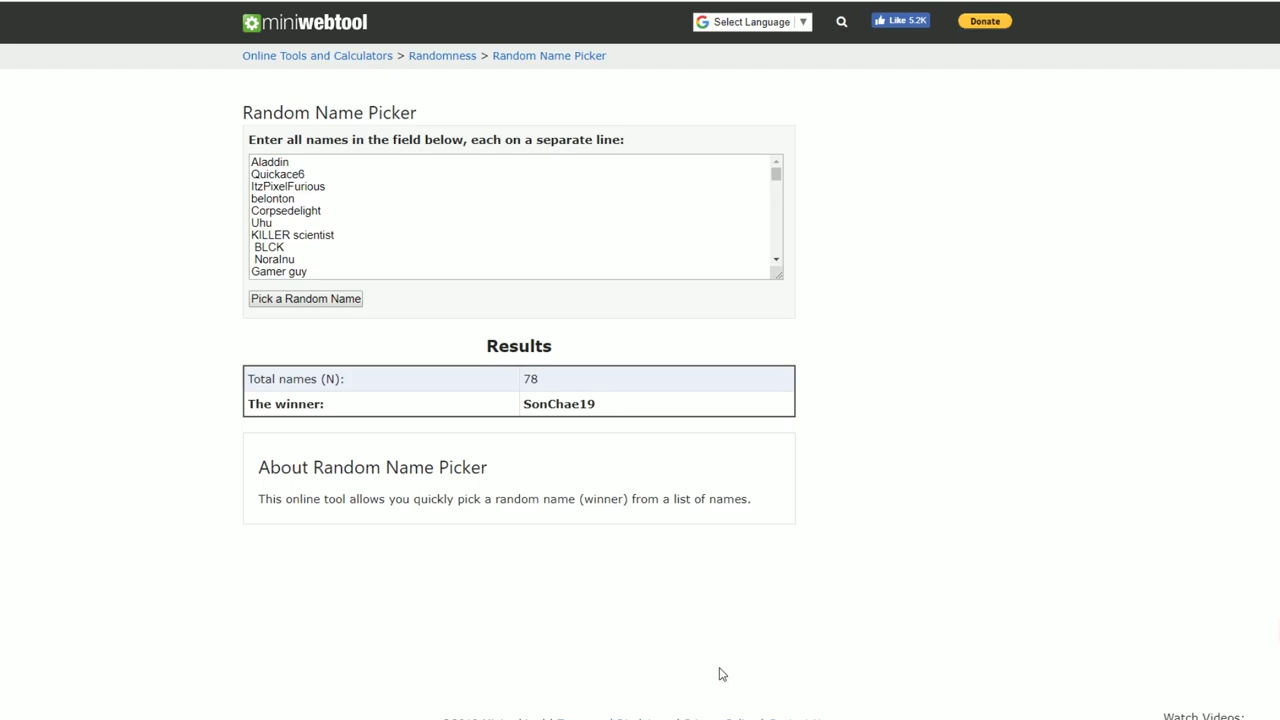 miniwebtool
Select Language
Like 5.2K
Donate
Online Tools and Calculators > Randomness > Random Name Picker
Random Name Picker
Enter all names in the field below, each on a separate line:
Aladdin
Quickace6
ItzPixelFurious
belonton
Corpsedelight
Uhu
KILLER scientist
BLCK
NoraInu
Gamer guy
Pick a Random Name
Results
Total names (N): 78
The winner: SonChae19
About Random Name Picker
This online tool allows you quickly pick a random name (winner) from a list of names.
Watch Videos: